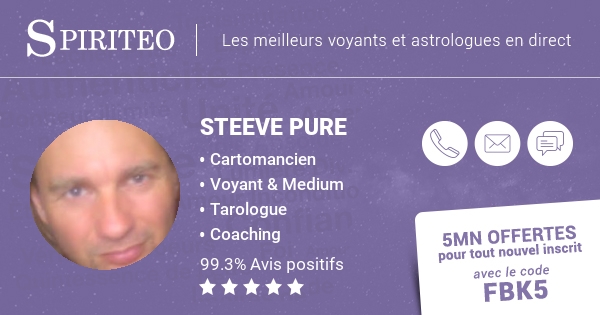 SPIRITEO
Les meilleurs voyants et astrologues en direct
STEEVE PURE
• Cartomancien
• Voyant & Medium
• Tarologue
• Coaching
99.3% Avis positifs
5MN OFFERTES
pour tout nouvel inscrit
avec le code
FBK5